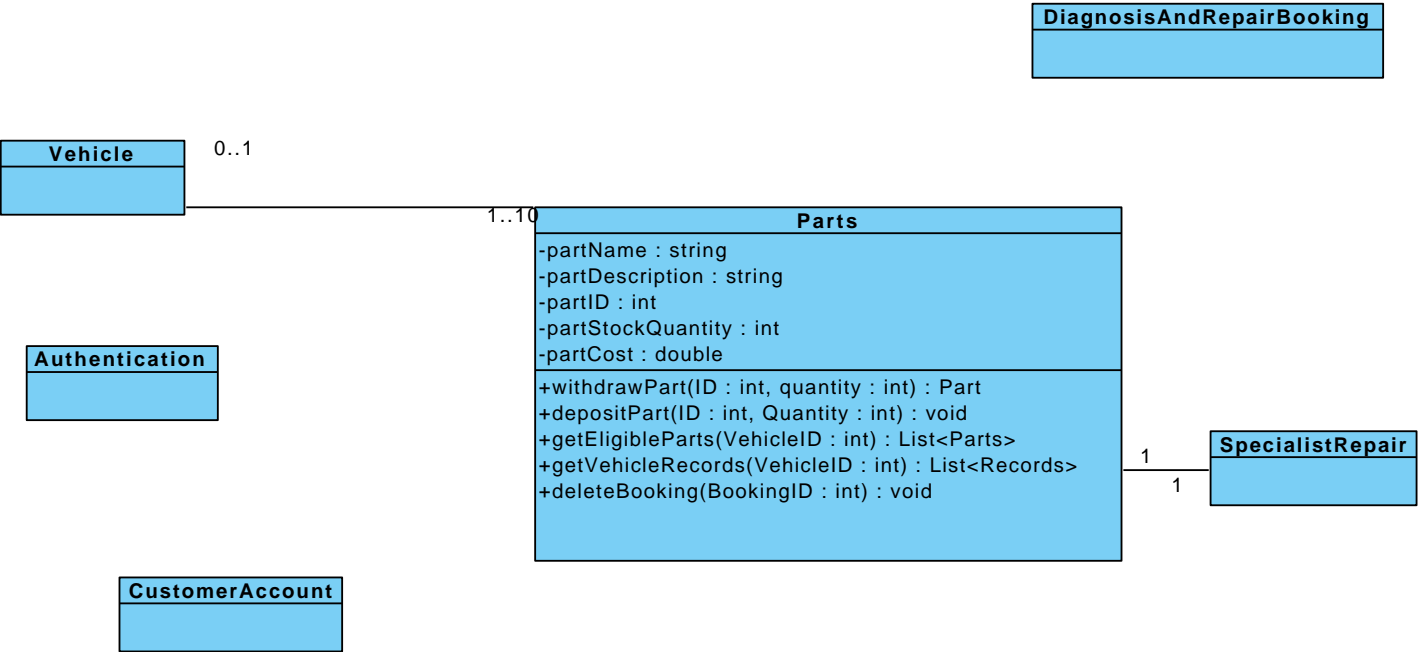 DiagnosisAndRepairBooking
Vehicle
0..1
1..10
Parts
-partName : string
-partDescription : string
-partID : int
-partStockQuantity : int
-partCost : double
+withdrawPart(ID : int, quantity : int) : Part
+depositPart(ID : int, Quantity : int) : void
+getEligibleParts(VehicleID : int) : List<Parts>
+getVehicleRecords(VehicleID : int) : List<Records>
+deleteBooking(BookingID : int) : void
Authentication
1
1
SpecialistRepair
CustomerAccount